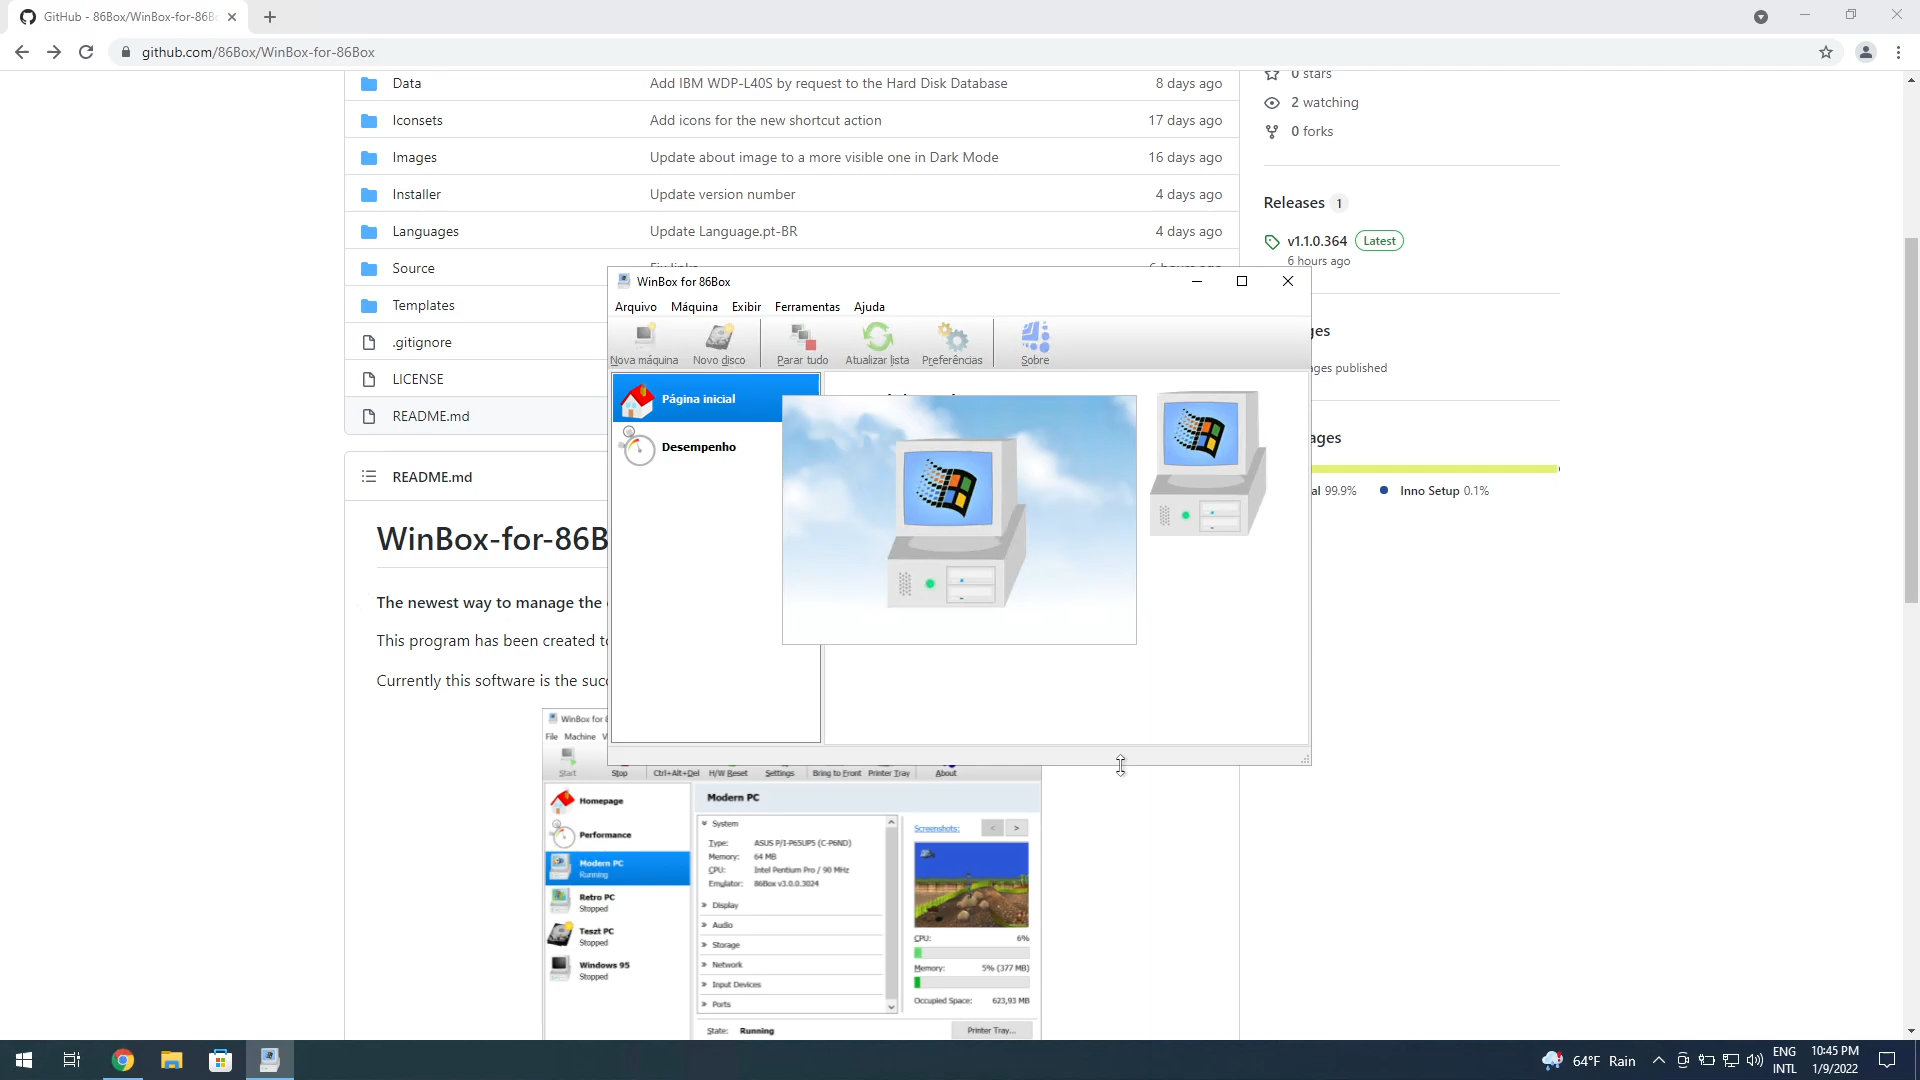 GitHub - 86Box/WinBox-for-86B
github.com/86Box/WinBox-for-86Box
Data Add IBM WDP-L40S by request to the Hard Disk Database 8 days ago
Iconsets Add icons for the new shortcut action 17 days ago
Images Update about image to a more visible one in Dark Mode 16 days ago
Installer Update version number 4 days ago
Languages Update Language.pt-BR 4 days ago
Source
Templates
.gitignore
LICENSE
README.md
0 stars
2 watching
0 forks
Releases 1
v1.1.0.364 Latest
6 hours ago
ges
ges published
ages
al 99.9% Inno Setup 0.1%
README.md
WinBox-for-86B
The newest way to manage the
This program has been created to
Currently this software is the succ
WinBox for 86Box
Arquivo Máquina Exibir Ferramentas Ajuda
Nova máquina Novo disco Parar tudo Atualizar lista Preferências Sobre
Página inicial
Desempenho
WinBox for 8
File Machine V
Start Stop Ctrl+Alt+Del H/W Reset Settings Bring to Front Printer Tray About
Homepage
Performance
Modern PC
Running
Retro PC
Stopped
Teszt PC
Stopped
Windows 95
Stopped
Modern PC
System
Type: ASUS P/I-P65UP5 (C-P6ND)
Memory: 64 MB
CPU: Intel Pentium Pro / 90 MHz
Emulator: 86Box v3.0.0.3024
Display
Audio
Storage
Network
Input Devices
Ports
Screenshots: < >
CPU: 6%
Memory: 5% (377 MB)
Occupied Space: 623,93 MB
State: Running Printer Tray...
64°F Rain
ENG
INTL
10:45 PM
1/9/2022